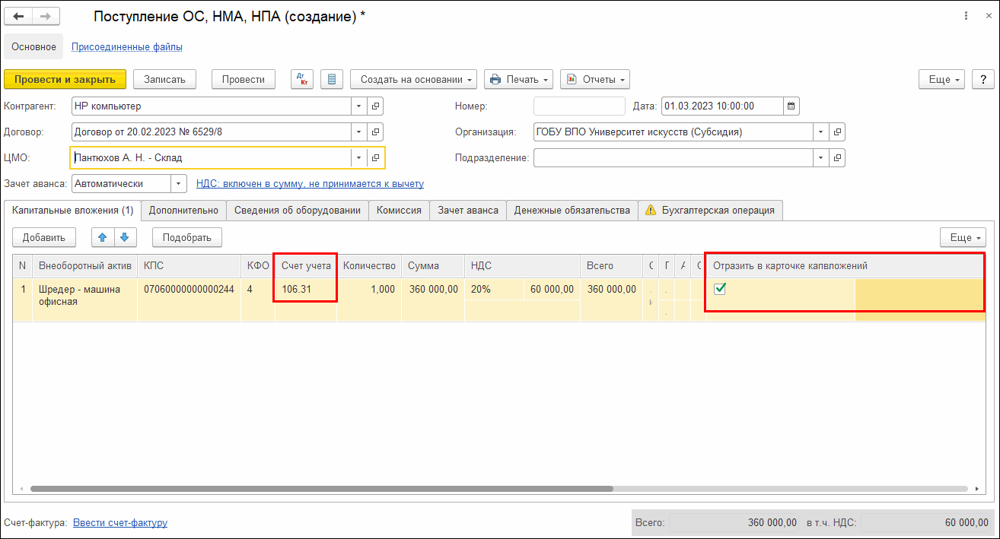 Поступление ОС, НМА, НПА (создание) *
Основное Присоединенные файлы
Провести и закрыть Записать Провести Дт Кт Создать на основании Печать Отчеты Еще ?
Контрагент: HP компьютер Номер: Дата: 01.03.2023 10:00:00
Договор: Договор от 20.02.2023 № 6529/8 Организация: ГОБУ ВПО Университет искусств (Субсидия)
ЦМО: Пантюхов А. Н. - Склад Подразделение:
Зачет аванса: Автоматически НДС: включен в сумму, не принимается к вычету
Капитальные вложения (1) Дополнительно Сведения об оборудовании Комиссия Зачет аванса Денежные обязательства Бухгалтерская операция
Добавить Подобрать Еще
N Внеоборотный актив КПС КФО Счет учета Количество Сумма НДС Всего Отразить в карточке капвложений
1 Шредер - машина 07060000000000244 4 106.31 1,000 360 000,00 20% 60 000,00 360 000,00
офисная
Счет-фактура: Ввести счет-фактуру Всего: 360 000,00 в т.ч. НДС: 60 000,00